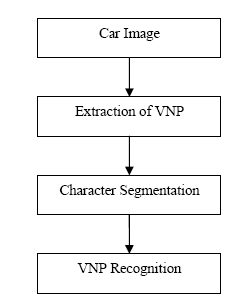 Car Image
Extraction of VNP
Character Segmentation
VNP Recognition